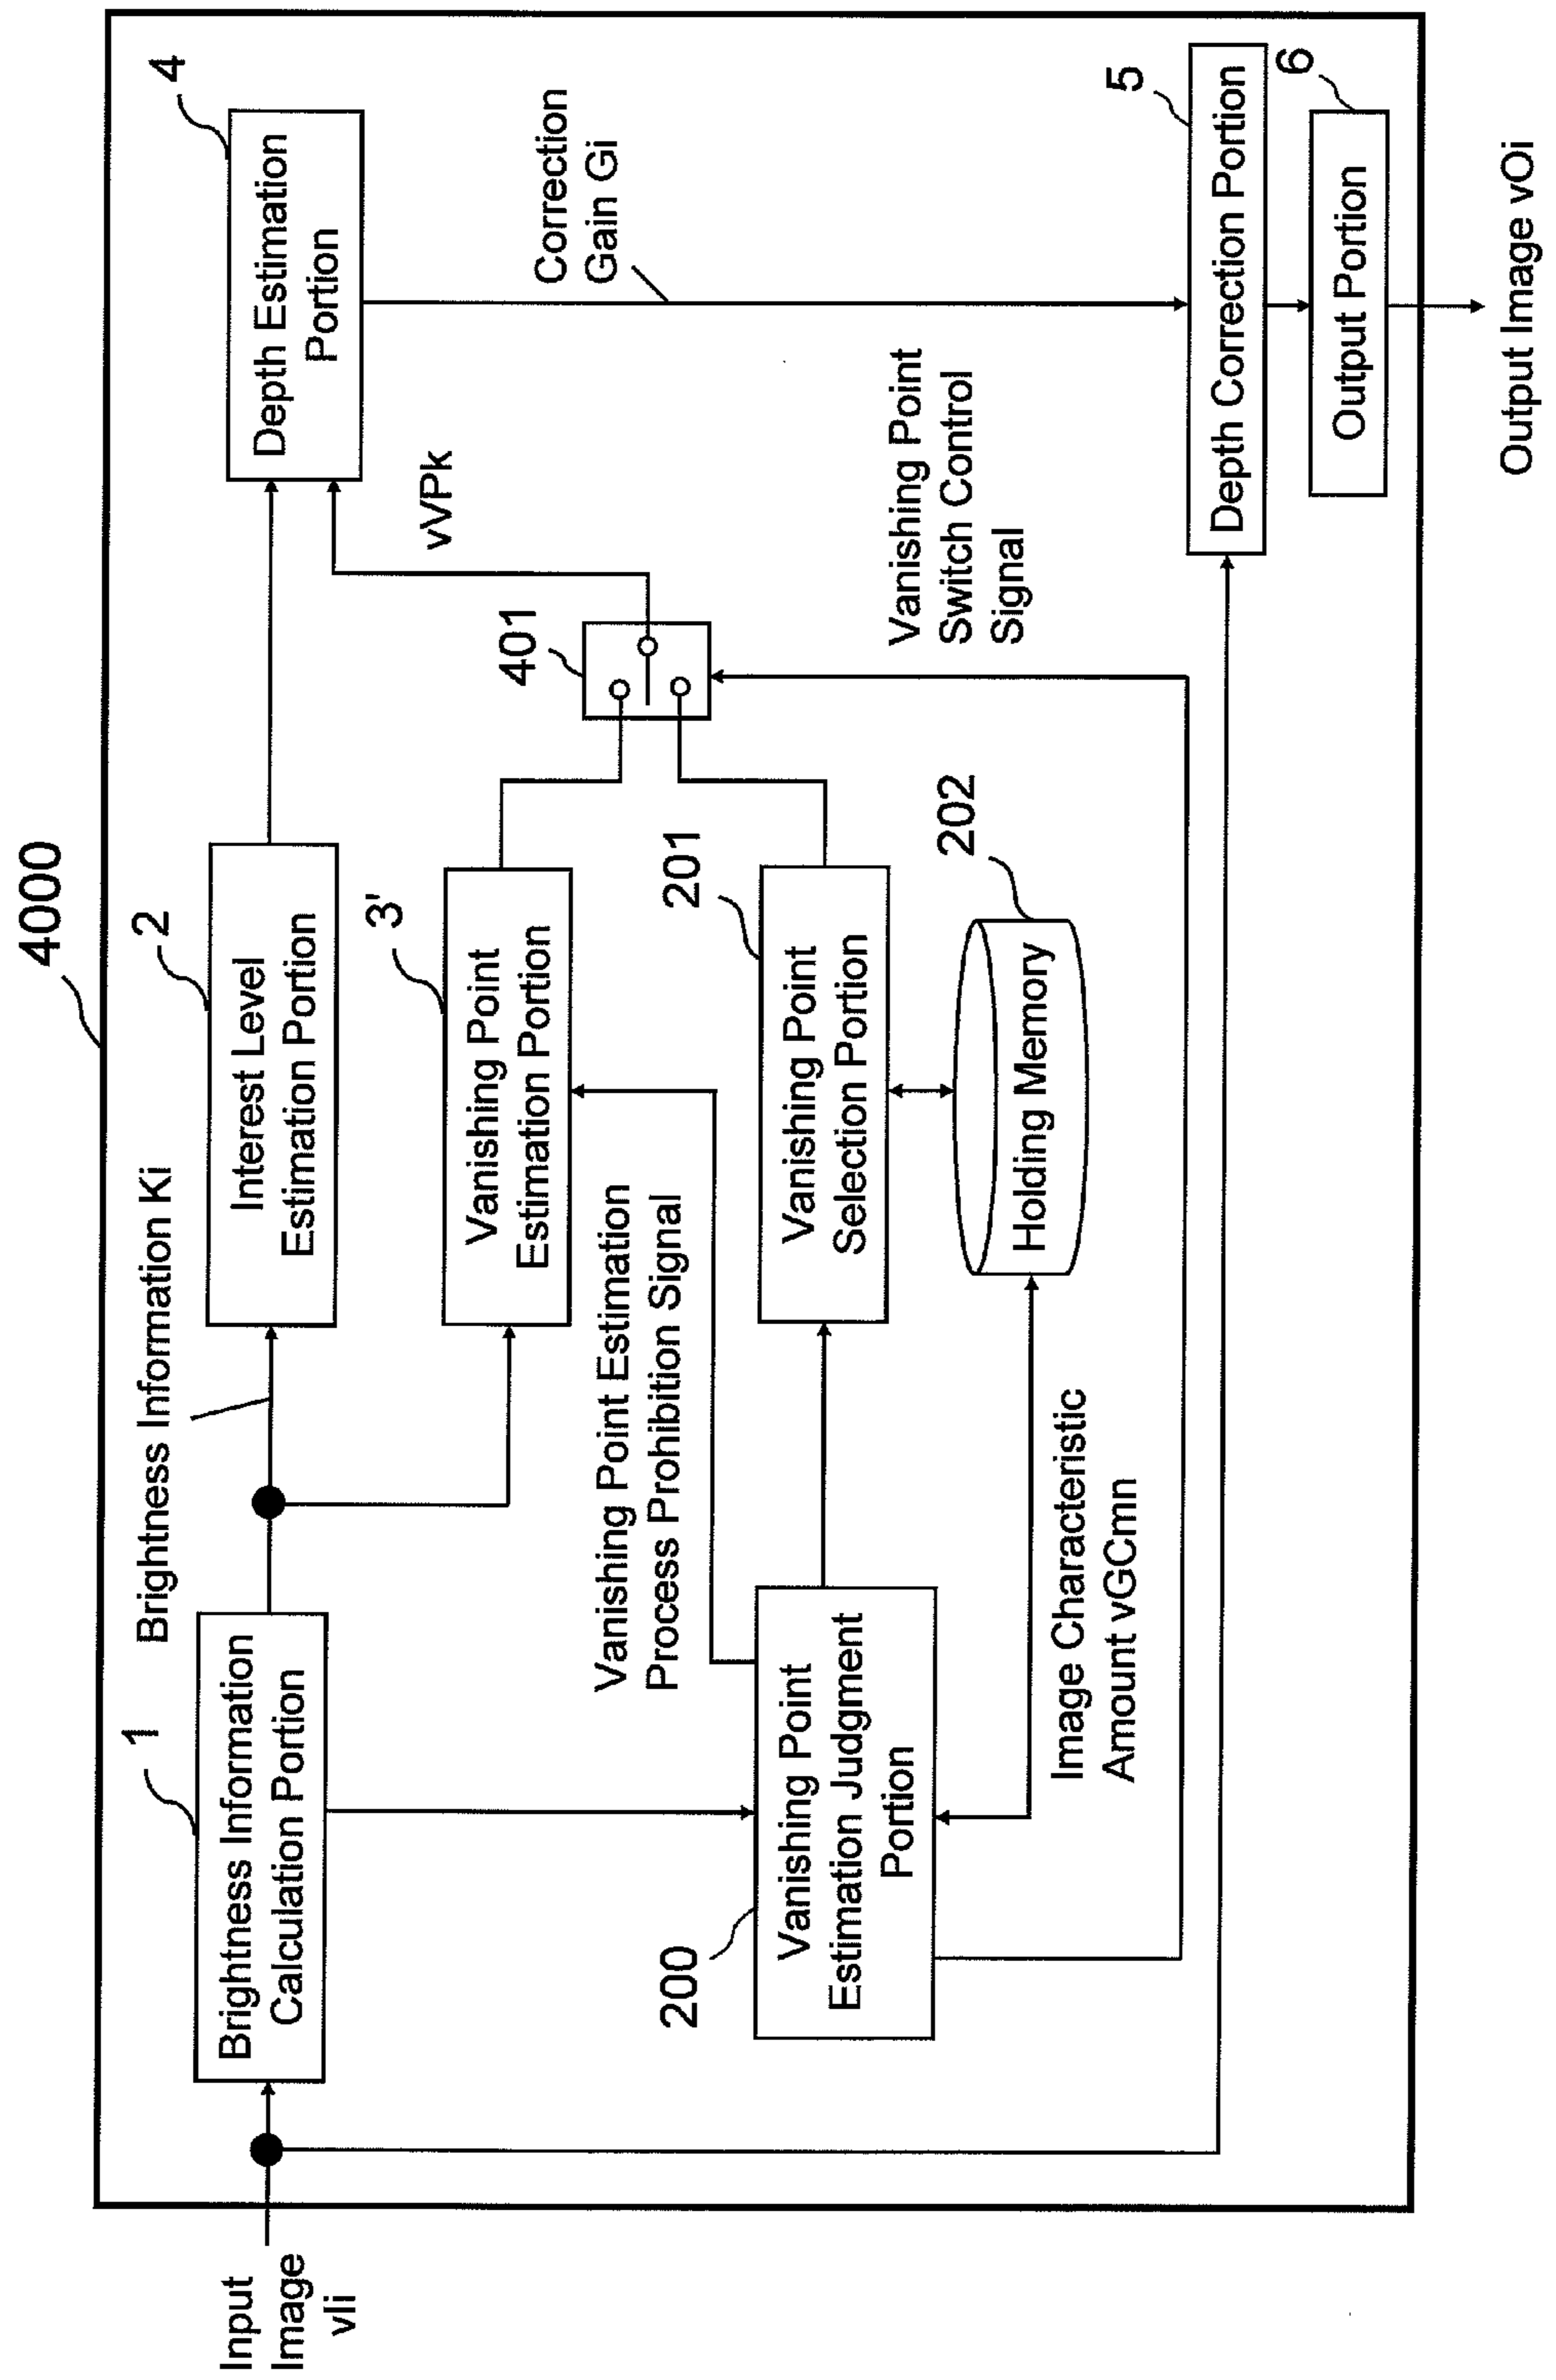 4000
Input
Image
vIi
1
Brightness Information
Calculation Portion
Brightness Information Ki
2
Interest Level
Estimation Portion
4
Depth Estimation
Portion
3'
Vanishing Point
Estimation Portion
vVPk
401
Correction
Gain Gi
Vanishing Point Estimation
Process Prohibition Signal
200
Vanishing Point
Estimation Judgment
Portion
201
Vanishing Point
Selection Portion
202
Holding Memory
Vanishing Point
Switch Control
Signal
Image Characteristic
Amount vGCmn
5
Depth Correction Portion
6
Output Portion
Output Image vOi